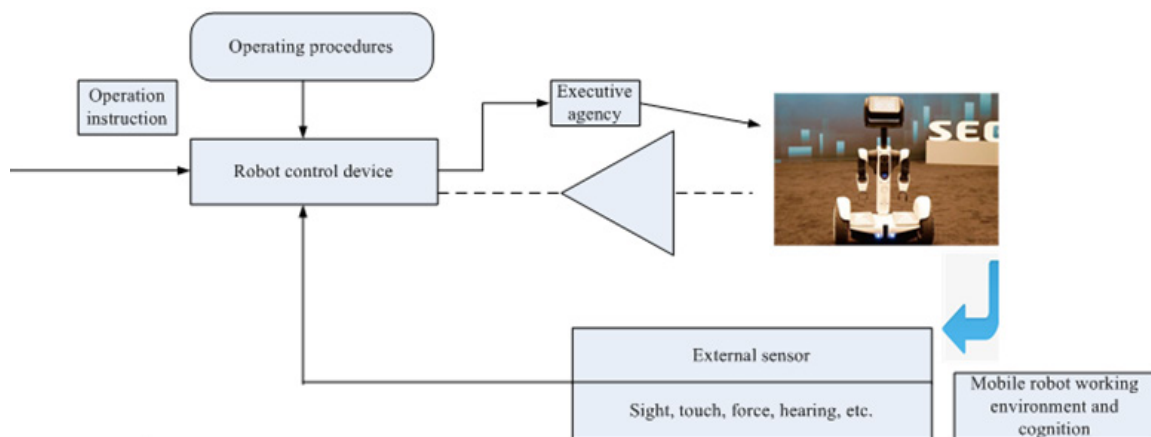 Operating procedures
Operation
instruction
Executive
agency
SEC
Robot control device
External sensor
Sight, touch, force, hearing, etc.
Mobile robot working
environment and
cognition